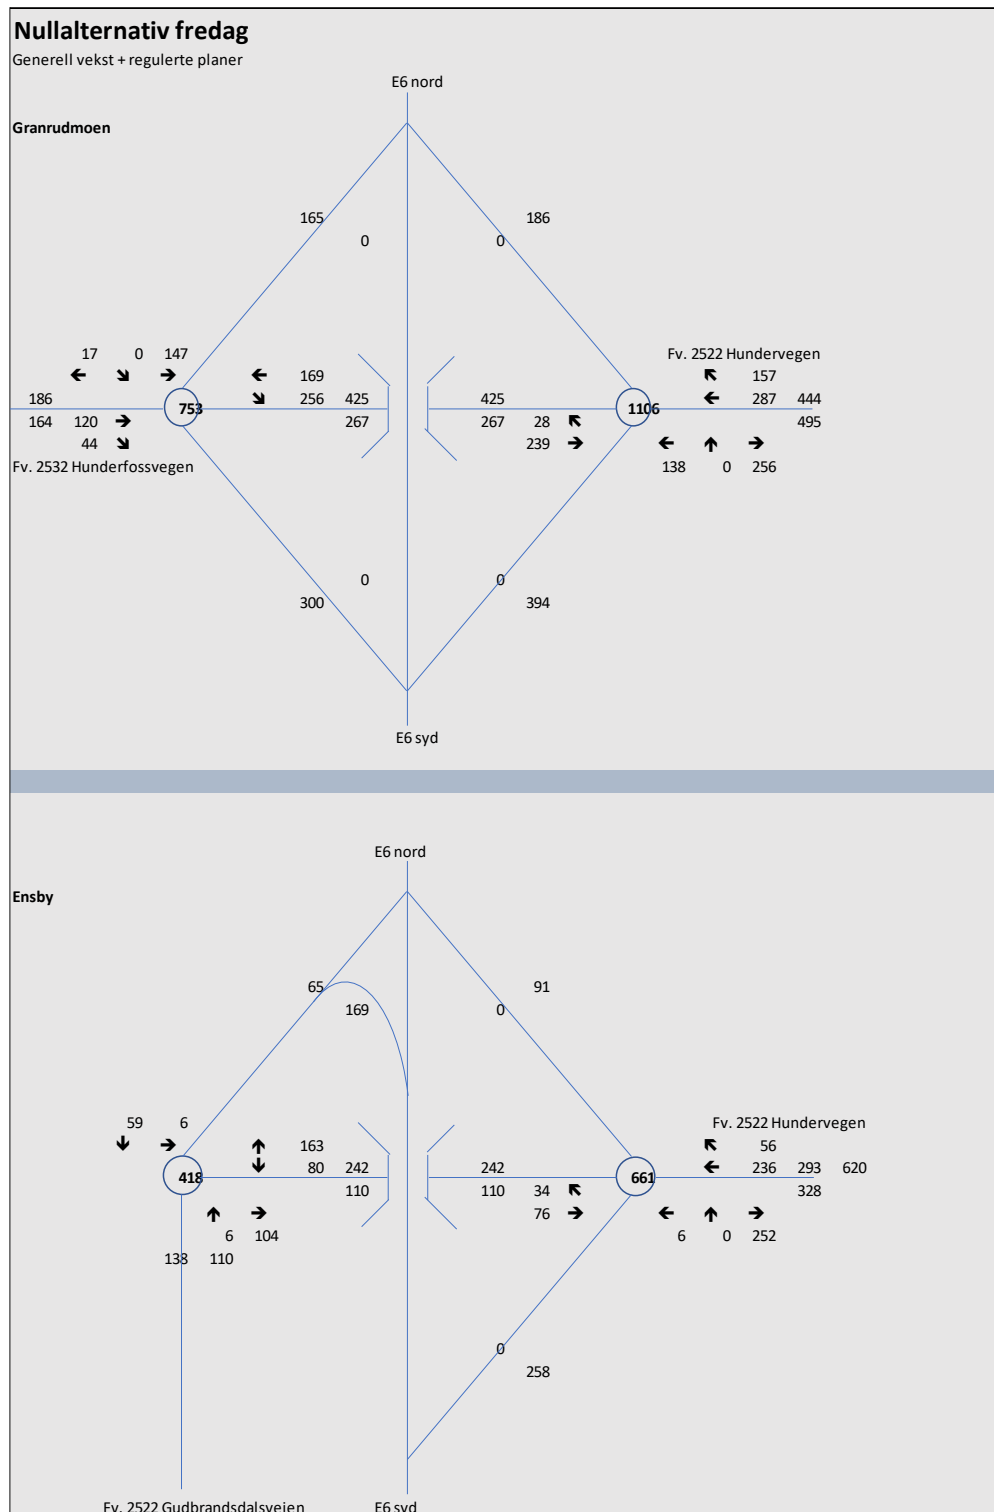 Nullalternativ fredag
Generell vekst + regulerte planer
E6 nord
Granrudmoen
165 186
0 0
17 0 147 Fv. 2522 Hundervegen
← ↘ → ← 169 ↖ 157
186 ↘ 256 425 425 ← 287 444
753 1106
164 120 → 267 267 28 ↖ 495
44 ↘ 239 → ← ↑ →
Fv. 2532 Hunderfossvegen 138 0 256
0 0
300 394
E6 syd
E6 nord
Ensby
65 91
169 0
59 6 Fv. 2522 Hundervegen
↓ → ↑ 163 ↖ 56
↓ 80 242 242 ← 236 293 620
418 661
110 110 34 ↖ 328
↑ → 76 → ← ↑ →
6 104 6 0 252
138 110
0
258
Fv. 2522 Gudbrandsdalsveien E6 syd